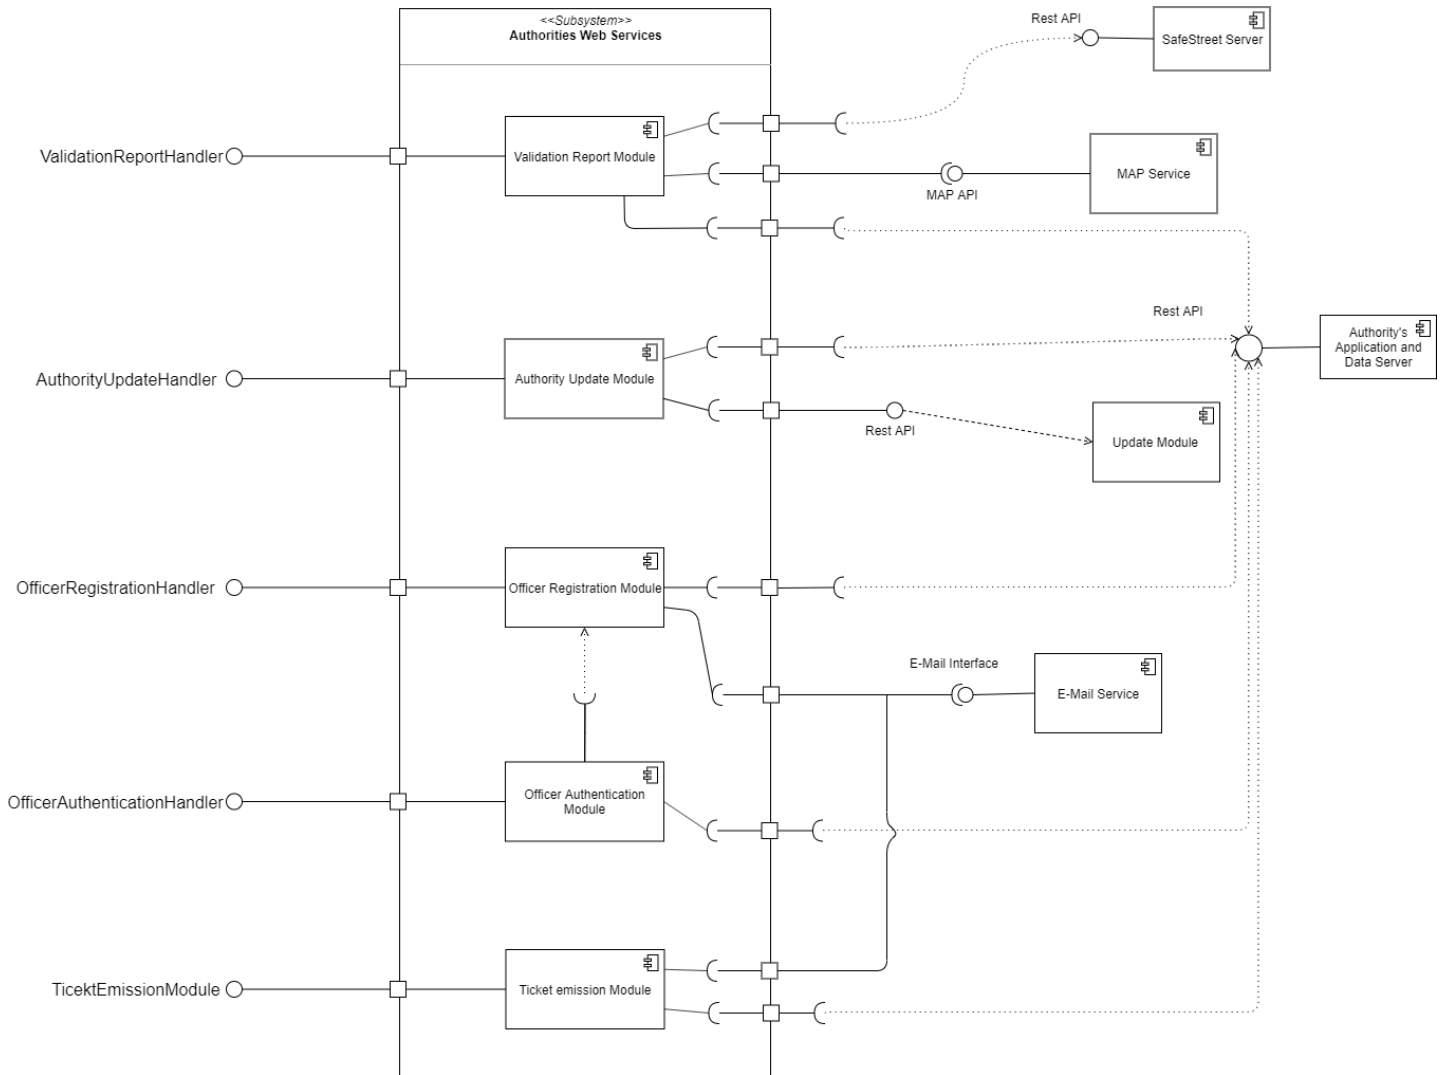 <<Subsystem>>
Authorities Web Services
Rest API
SafeStreet Server
ValidationReportHandler
Validation Report Module
MAP Service
MAP API
Rest API
Authority's
Application and
Data Server
AuthorityUpdateHandler
Authority Update Module
Rest API
Update Module
OfficerRegistrationHandler
Officer Registration Module
E-Mail Interface
E-Mail Service
OfficerAuthenticationHandler
Officer Authentication
Module
TicektEmissionModule
Ticket emission Module